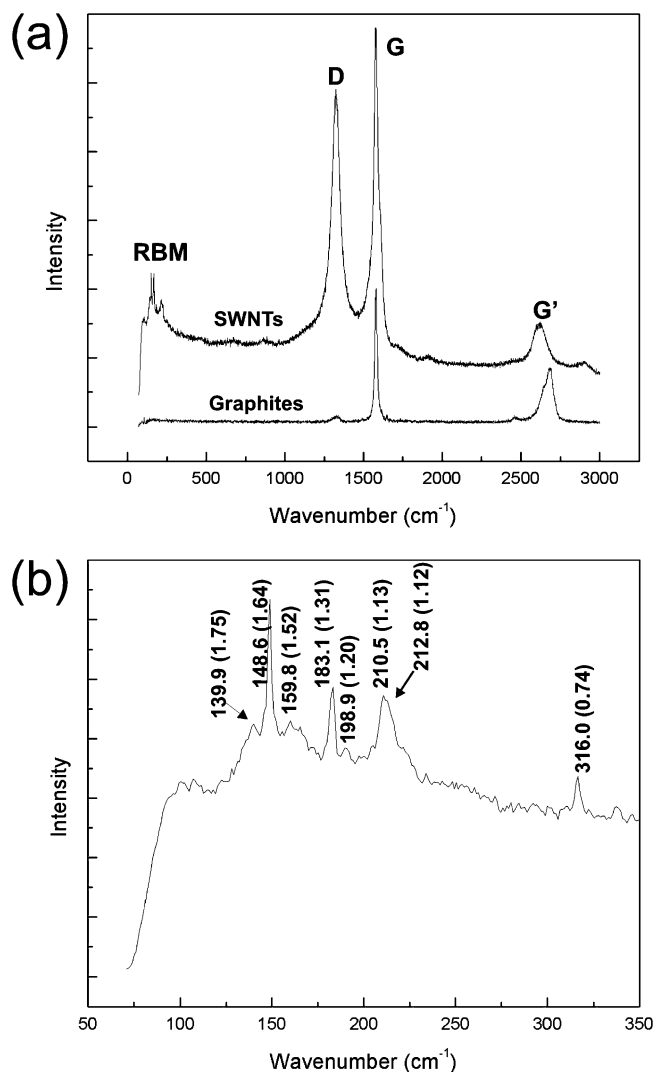 (a)
RBM
D
G
G'
SWNTs
Graphites
Intensity
0 500 1000 1500 2000 2500 3000
Wavenumber (cm-1)
(b)
139.9 (1.75)
148.6 (1.64)
159.8 (1.52)
183.1 (1.31)
198.9 (1.20)
210.5 (1.13)
212.8 (1.12)
316.0 (0.74)
Intensity
50 100 150 200 250 300 350
Wavenumber (cm-1)